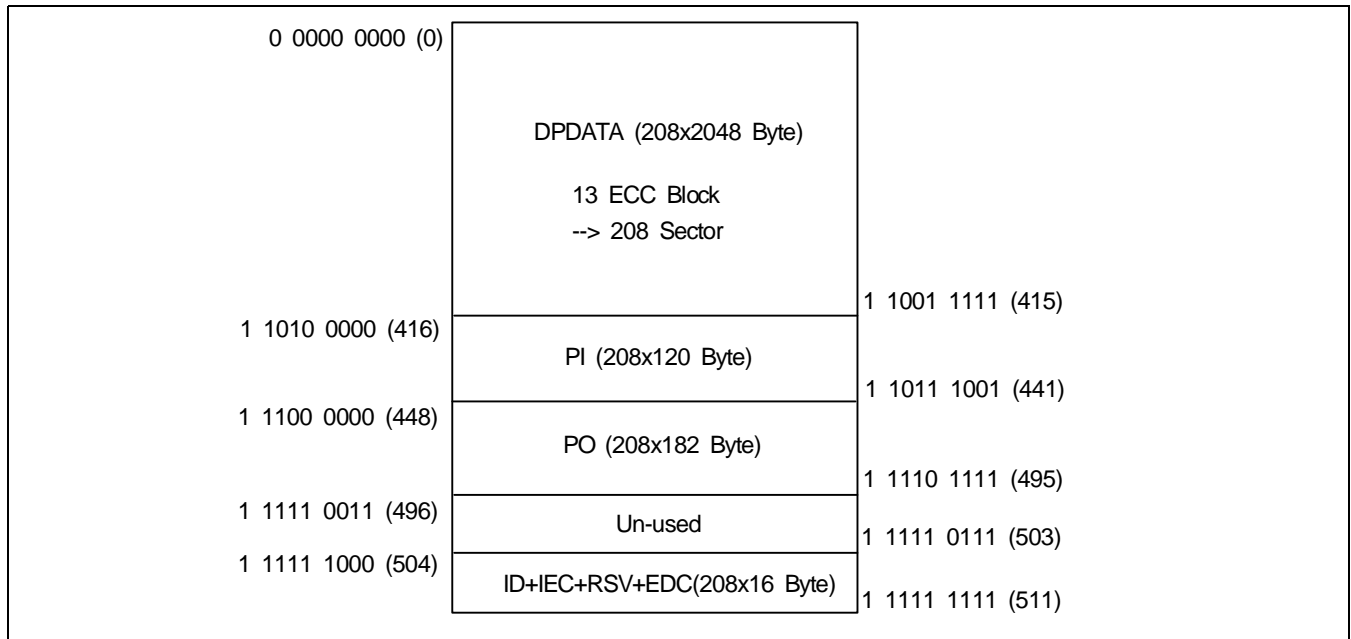 0 0000 0000 (0)
DPDATA (208x2048 Byte)
13 ECC Block
--> 208 Sector
1 1001 1111 (415)
1 1010 0000 (416)
PI (208x120 Byte)
1 1011 1001 (441)
1 1100 0000 (448)
PO (208x182 Byte)
1 1110 1111 (495)
1 1111 0011 (496)
Un-used
1 1111 0111 (503)
1 1111 1000 (504)
ID+IEC+RSV+EDC(208x16 Byte)
1 1111 1111 (511)